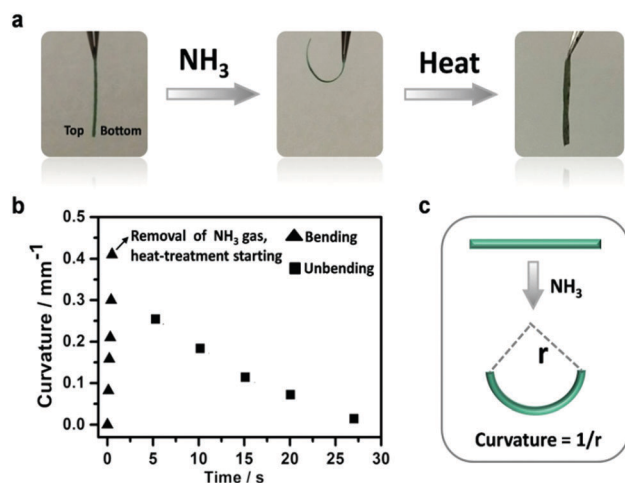 a
NH₃
Heat
Top Bottom
b
Curvature / mm⁻¹
0.5
0.4
0.3
0.2
0.1
0.0
Removal of NH₃ gas,
heat-treatment starting
Bending
Unbending
0 5 10 15 20 25 30
Time / s
c
NH₃
r
Curvature = 1/r